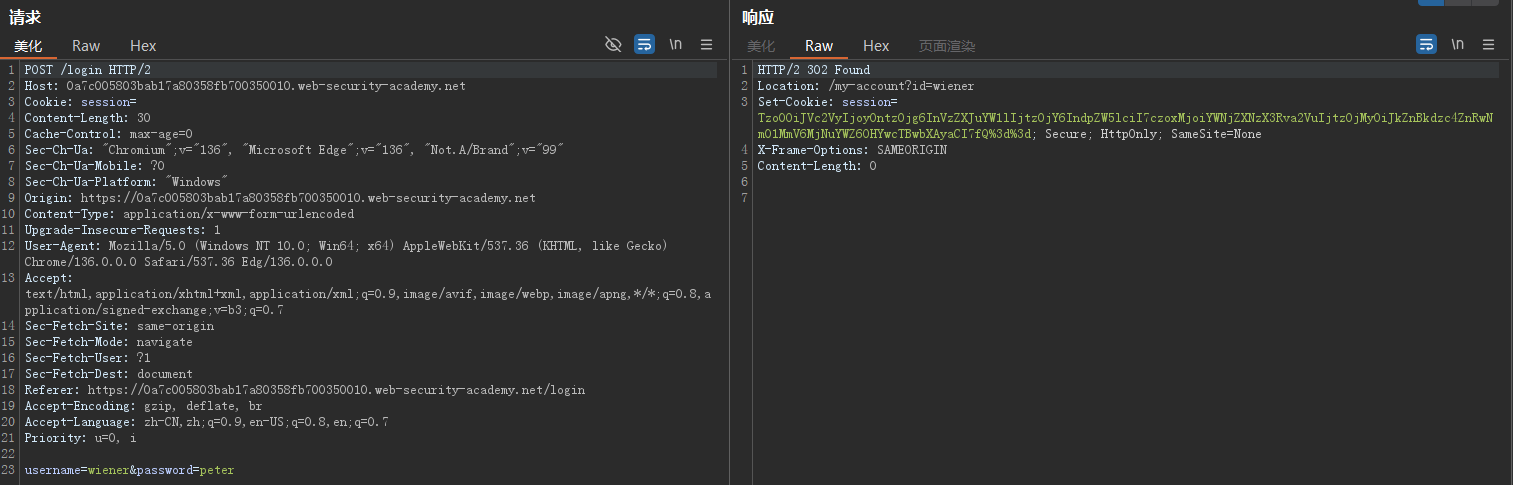 请求
美化 Raw Hex
\n
1 POST /login HTTP/2
2 Host: 0a7c005803bab17a80358fb700350010.web-security-academy.net
3 Cookie: session=
4 Content-Length: 30
5 Cache-Control: max-age=0
6 Sec-Ch-Ua: "Chromium";v="136", "Microsoft Edge";v="136", "Not.A/Brand";v="99"
7 Sec-Ch-Ua-Mobile: ?0
8 Sec-Ch-Ua-Platform: "Windows"
9 Origin: https://0a7c005803bab17a80358fb700350010.web-security-academy.net
10 Content-Type: application/x-www-form-urlencoded
11 Upgrade-Insecure-Requests: 1
12 User-Agent: Mozilla/5.0 (Windows NT 10.0; Win64; x64) AppleWebKit/537.36 (KHTML, like Gecko)
Chrome/136.0.0.0 Safari/537.36 Edg/136.0.0.0
13 Accept:
text/html,application/xhtml+xml,application/xml;q=0.9,image/avif,image/webp,image/apng,*/*;q=0.8,a
pplication/signed-exchange;v=b3;q=0.7
14 Sec-Fetch-Site: same-origin
15 Sec-Fetch-Mode: navigate
16 Sec-Fetch-User: ?1
17 Sec-Fetch-Dest: document
18 Referer: https://0a7c005803bab17a80358fb700350010.web-security-academy.net/login
19 Accept-Encoding: gzip, deflate, br
20 Accept-Language: zh-CN,zh;q=0.9,en-US;q=0.8,en;q=0.7
21 Priority: u=0, i
22
23 username=wiener&password=peter
响应
美化 Raw Hex 页面渲染
\n
1 HTTP/2 302 Found
2 Location: /my-account?id=wiener
3 Set-Cookie: session=
Tzo0OiJVc2VyIjoyOntzOjg6InVzZXJuYW1lIjtzOjY6IndpZW5lciI7czoxMjoiYWNjZXNzX3Rva2VuIjtzOjMyOiJkZnBkdzc4ZnRwN
m01MmV6MjNuYWZ6OHYwcTBwbXAyaCI7fQ%3d%3d; Secure; HttpOnly; SameSite=None
4 X-Frame-Options: SAMEORIGIN
5 Content-Length: 0
6
7